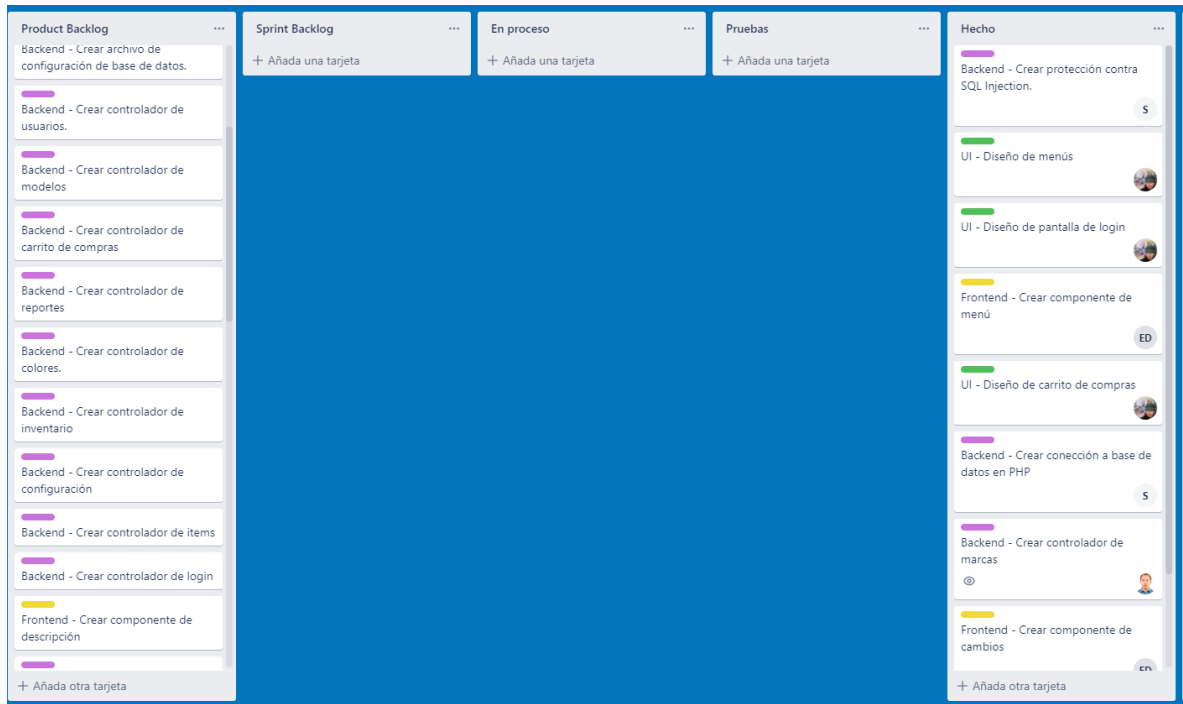 Product Backlog
Backend - Crear archivo de
configuración de base de datos.
Backend - Crear controlador de
usuarios.
Backend - Crear controlador de
modelos
Backend - Crear controlador de
carrito de compras
Backend - Crear controlador de
reportes
Backend - Crear controlador de
colores.
Backend - Crear controlador de
inventario
Backend - Crear controlador de
configuración
Backend - Crear controlador de items
Backend - Crear controlador de login
Frontend - Crear componente de
descripción
+ Añada otra tarjeta
Sprint Backlog
+ Añada una tarjeta
En proceso
+ Añada una tarjeta
Pruebas
+ Añada una tarjeta
Hecho
Backend - Crear protección contra
SQL Injection.
S
UI - Diseño de menús
UI - Diseño de pantalla de login
Frontend - Crear componente de
menú
ED
UI - Diseño de carrito de compras
Backend - Crear conección a base de
datos en PHP
S
Backend - Crear controlador de
marcas
Frontend - Crear componente de
cambios
ED
+ Añada otra tarjeta